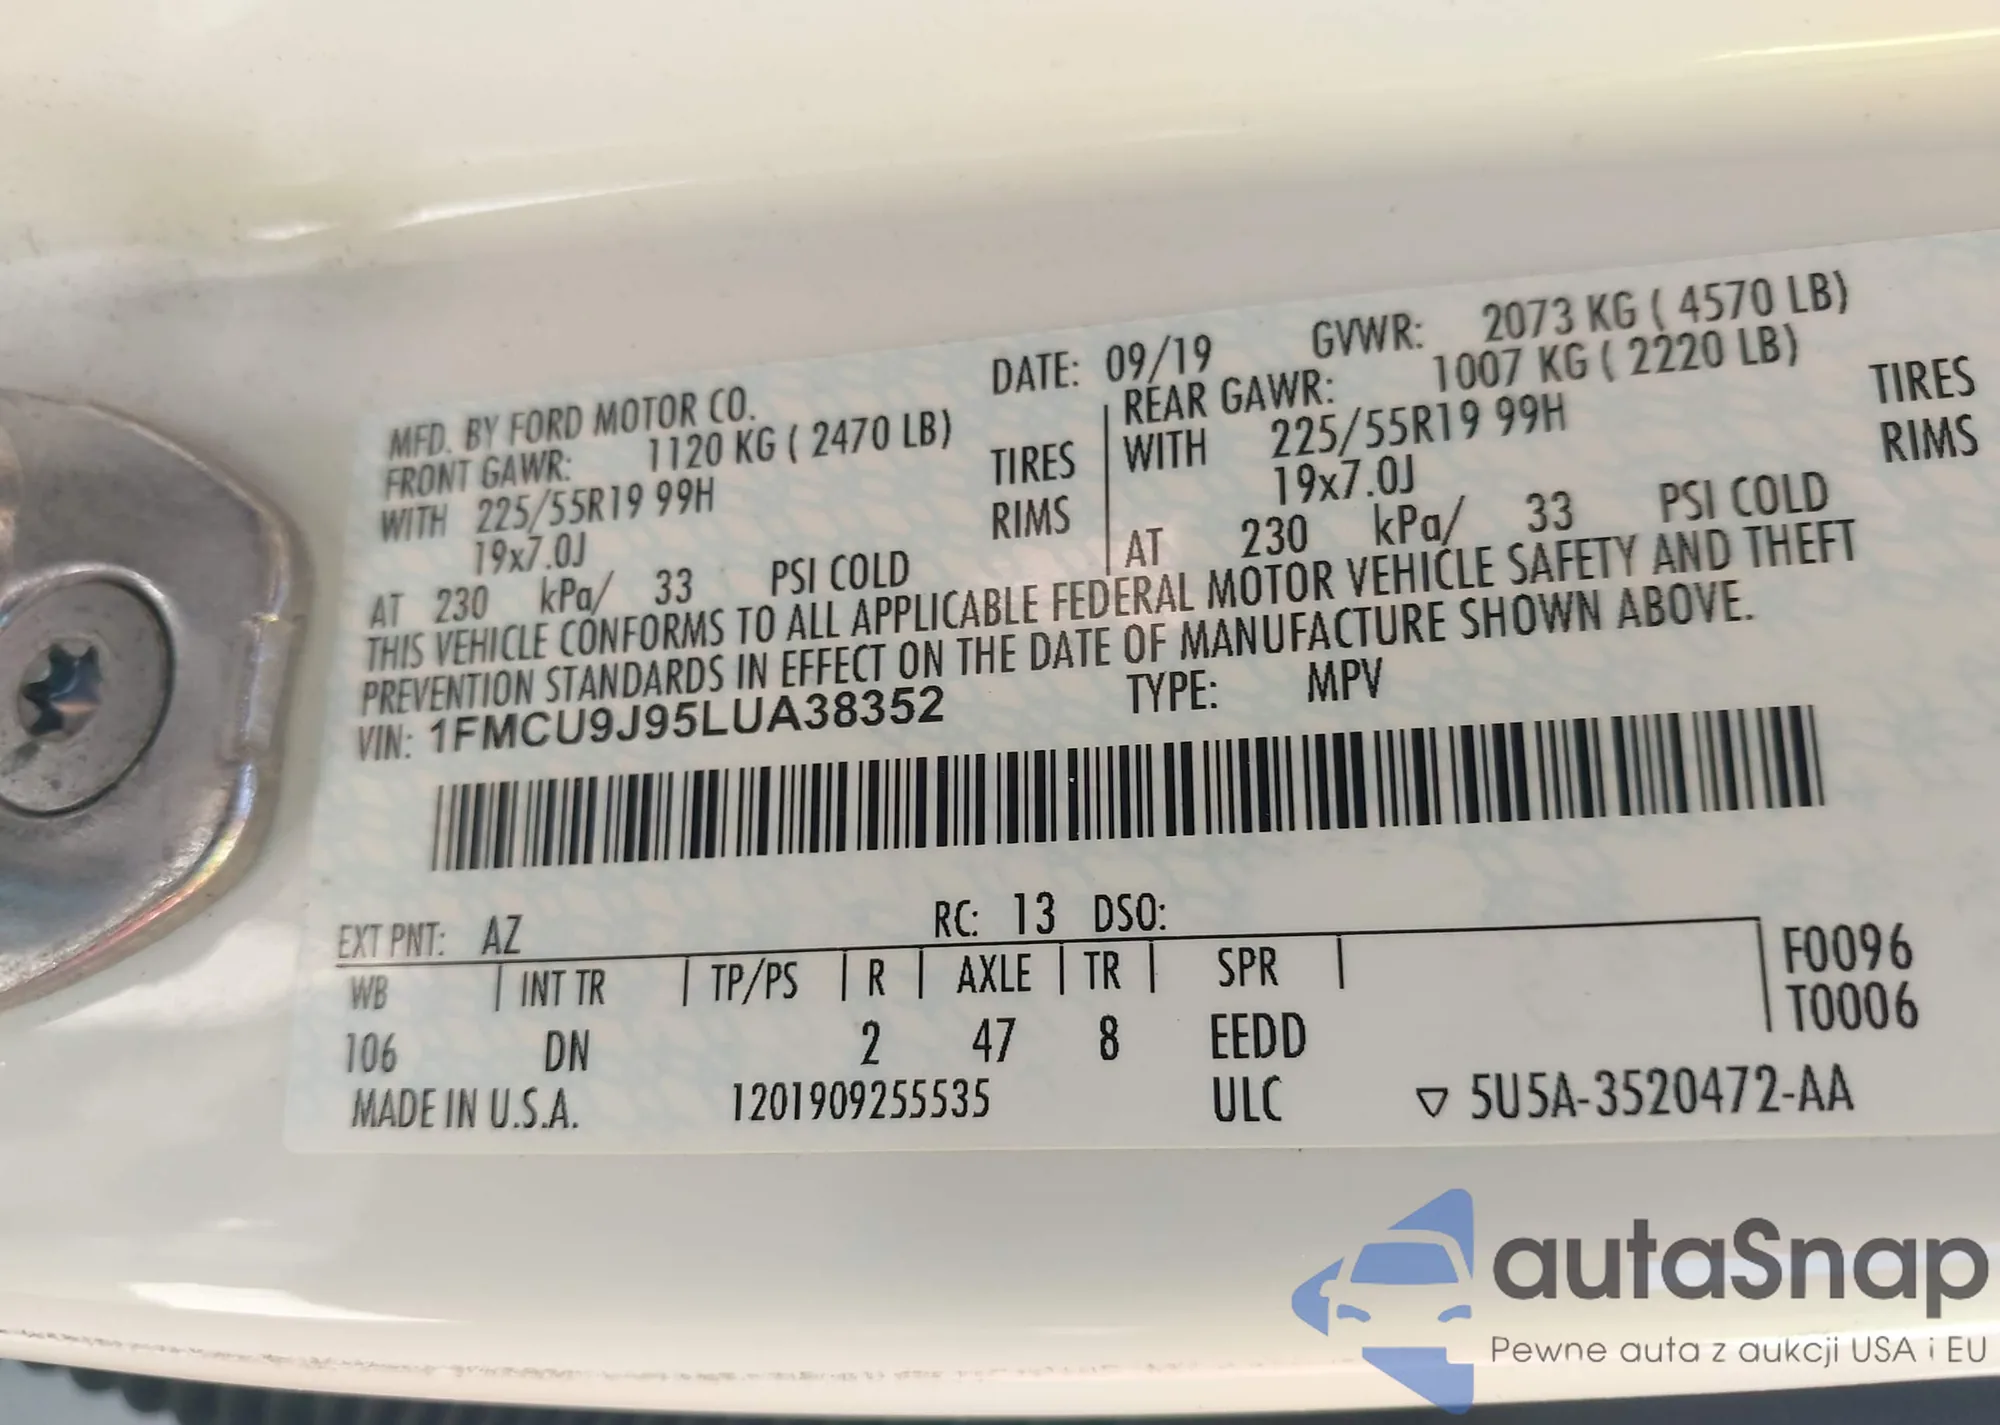 MFD. BY FORD MOTOR CO. DATE: 09/19 GVWR: 2073 KG ( 4570 LB)
FRONT GAWR: 1120 KG ( 2470 LB) REAR GAWR: 1007 KG ( 2220 LB)
WITH 225/55R19 99H TIRES WITH 225/55R19 99H TIRES
19x7.0J RIMS 19x7.0J RIMS
AT 230 kPa/ 33 PSI COLD AT 230 kPa/ 33 PSI COLD
THIS VEHICLE CONFORMS TO ALL APPLICABLE FEDERAL MOTOR VEHICLE SAFETY AND THEFT
PREVENTION STANDARDS IN EFFECT ON THE DATE OF MANUFACTURE SHOWN ABOVE.
VIN: 1FMCU9J95LUA38352 TYPE: MPV
EXT PNT: AZ RC: 13 DSO:
WB INT TR TP/PS R AXLE TR SPR F0096
T0006
106 DN 2 47 8 EEDD
MADE IN U.S.A. 1201909255535 ULC ▽ 5U5A-3520472-AA
autaSnap
Pewne auta z aukcji USA i EU